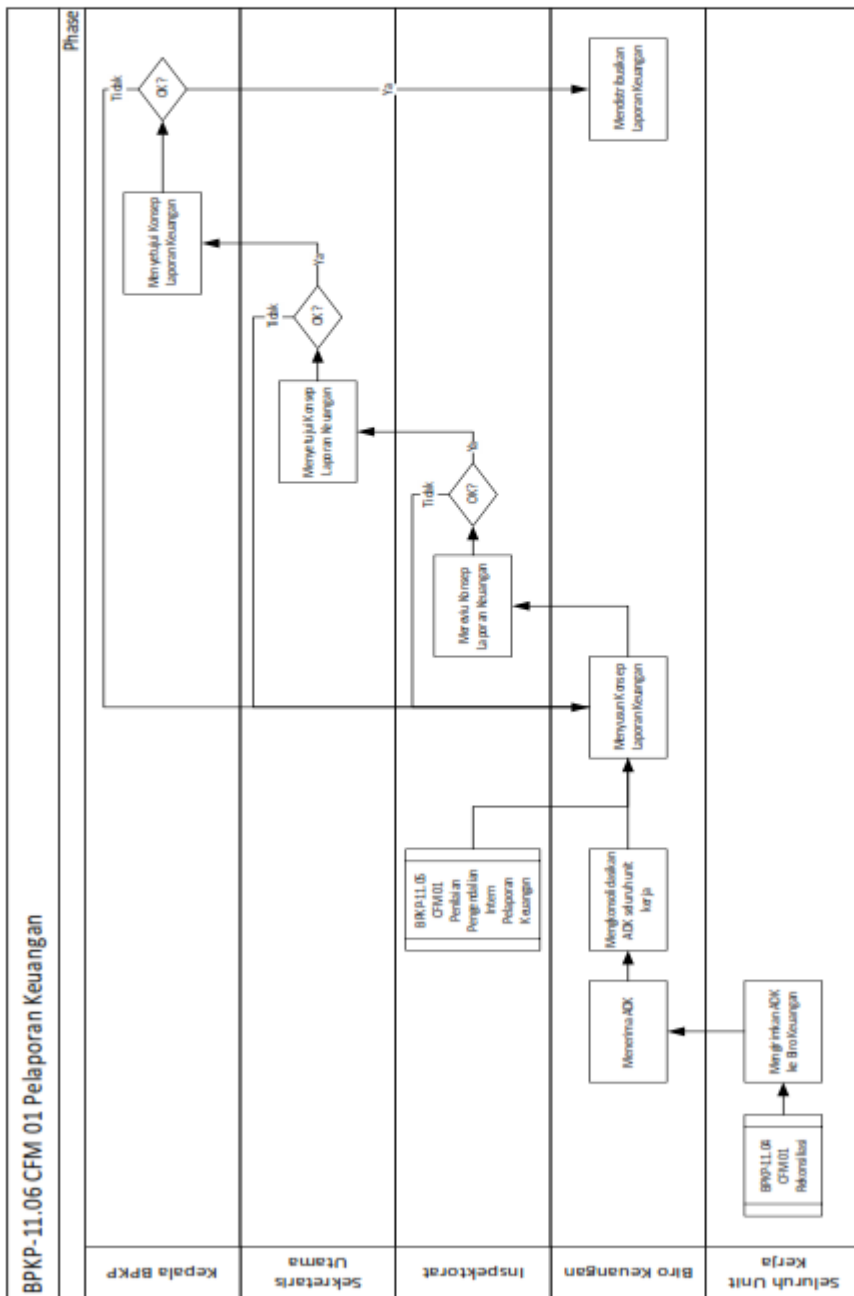 BPKP-11.06 CFM 01 Pelaporan Keuangan
Phase
Kepala BPKP
Menyetujui Konsep
Laporan Keuangan
OK?
Tidak
Ya
Sekretaris
Utama
Menyetujui Konsep
Laporan Keuangan
OK?
Tidak
Ya
Inspektorat
BPKP-11.05
CFM 01
Penilaian
Pengendalian
Intern
Pelaporan
Keuangan
Mereviu Konsep
Laporan Keuangan
OK?
Tidak
Ya
Biro Keuangan
Menerima ADK
Mengkonsolidasikan
ADK seluruh unit
kerja
Menyusun Konsep
Laporan Keuangan
Mendistribusikan
Laporan Keuangan
Seluruh Unit
Kerja
BPKP-11.04
CFM 01
Rekonsiliasi
Mengirimkan ADK
ke Biro Keuangan